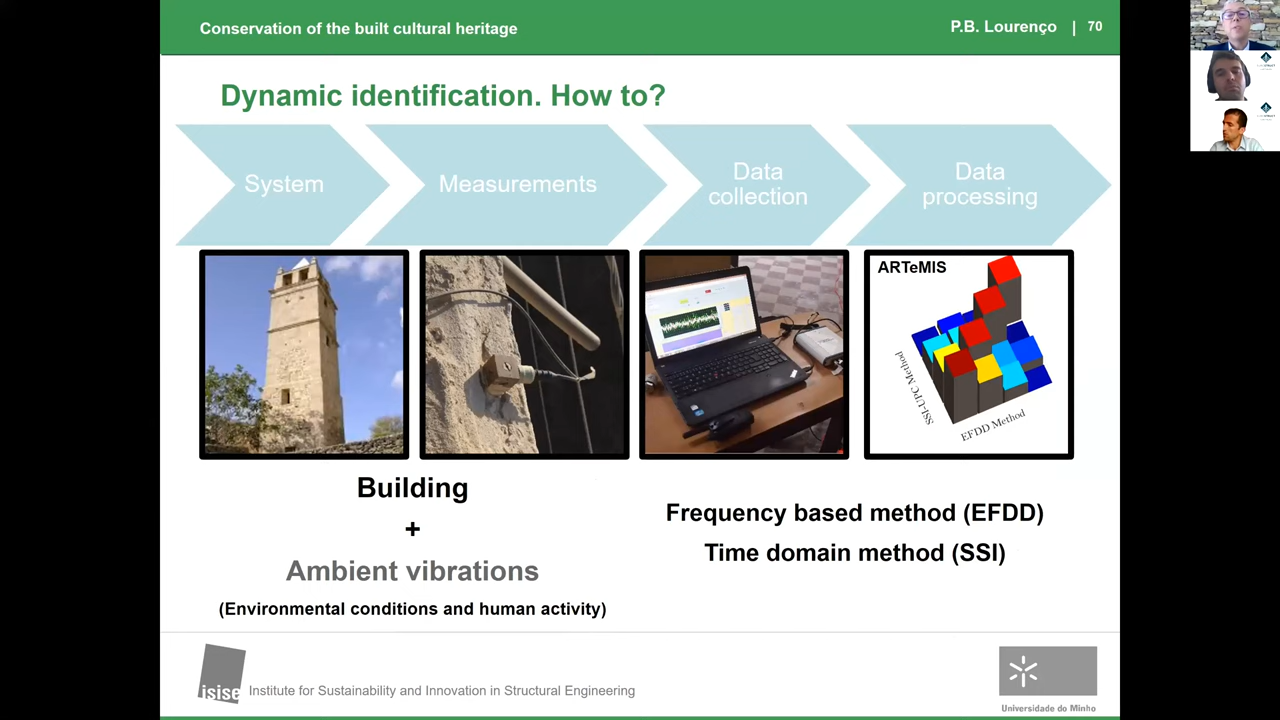 Conservation of the built cultural heritage
P.B. Lourenço | 70
Dynamic identification. How to?
System
Measurements
Data
collection
Data
processing
ARTeMIS
SSI-UPC Method
EFDD Method
Building
+
Ambient vibrations
(Environmental conditions and human activity)
Frequency based method (EFDD)
Time domain method (SSI)
isise
Institute for Sustainability and Innovation in Structural Engineering
Universidade do Minho